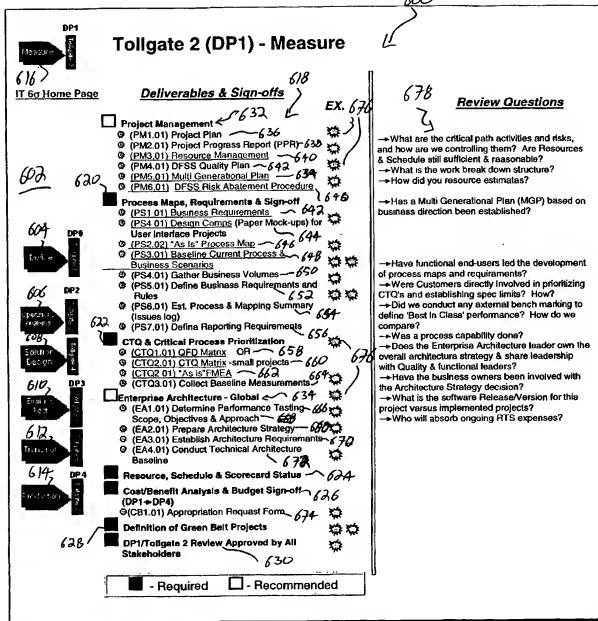 600
DP1
Measure
Tollgate 2 (DP1) - Measure
616
IT 6σ Home Page
Deliverables & Sign-offs
618
EX.
676
678
Review Questions
Project Management 632
(PM1.01) Project Plan 636
(PM2.01) Project Progress Report (PPR) 638
(PM3.01) Resource Management 640
(PM4.01) DFSS Quality Plan 642
(PM5.01) Multi Generational Plan 634
(PM6.01) DFSS Risk Abatement Procedure
640
→What are the critical path activities and risks,
and how are we controlling them? Are Resources
& Schedule still sufficient & reasonable?
→What is the work break down structure?
→How did you resource estimates?
→Has a Multi Generational Plan (MGP) based on
business direction been established?
602
620
Process Maps, Requirements & Sign-off
(PS1.01) Business Requirements 642
(PS4 01) Design Comps (Paper Mock-ups) for
User Interface Projects 644
(PS2.02) "As Is" Process Map 646
(PS3.01) Baseline Current Process & 648
Business Scenarios
(PS4.01) Gather Business Volumes 650
(PS5.01) Define Business Requirements and
Rules 652
(PS6.01) Est. Process & Mapping Summary
(Issues log) 654
(PS7.01) Define Reporting Requirements
656
→Have functional end-users led the development
of process maps and requirements?
→Were Customers directly involved in prioritizing
CTQ's and establishing spec limits? How?
→Did we conduct any external bench marking to
define 'Best In Class' performance? How do we
compare?
→Was a process capability done?
→Does the Enterprise Architecture leader own the
overall architecture strategy & share leadership
with Quality & functional leaders?
→Have the business owners been involved with
the Architecture Strategy decision?
→What is the software Release/Version for this
project versus implemented projects?
→Who will absorb ongoing RTS expenses?
604
DP0
Define
606
DP2
608
Solution
Design
610
DP3
612
614
DP4
622
CTQ & Critical Process Prioritization
(CTQ1.01) QFD Matrix OR 658
(CTQ2.01) CTQ Matrix -small projects 660
(CTQ2 01) "As is"FMEA 662
664
(CTQ3.01) Collect Baseline Measurements
676
Enterprise Architecture - Global 634
(EA1.01) Determine Performance Testing 666
Scope, Objectives & Approach
(EA2.01) Prepare Architecture Strategy
(EA3.01) Establish Architecture Requirements 670
(EA4.01) Conduct Technical Architecture
Baseline 672
Resource, Schedule & Scorecard Status 624
Cost/Benefit Analysis & Budget Sign-off 626
(DP1➔DP4)
(CB1.01) Appropriation Request Form 674
628
Definition of Green Belt Projects
DP1/Tollgate 2 Review Approved by All
Stakeholders
630
- Required - Recommended